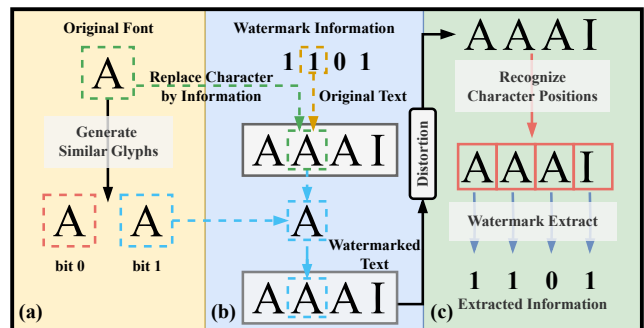 Original Font
A
Generate
Similar Glyphs
A A
bit 0 bit 1
(a)
Watermark Information
1 1 0 1
Replace Character
by Information
Original Text
A A A I
A
Watermarked
Text
A A A I
(b)
Distortion
A A A I
Recognize
Character Positions
A A A I
Watermark Extract
1 1 0 1
Extracted Information
(c)